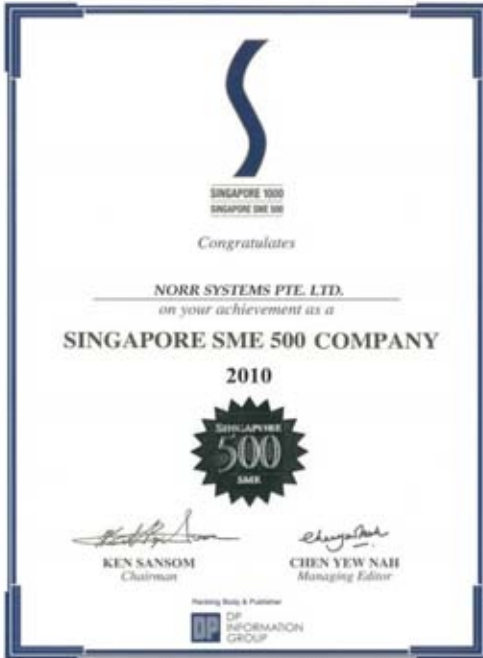 SINGAPORE 1000
SINGAPORE SME 500
Congratulates
NORR SYSTEMS PTE. LTD.
on your achievement as a
SINGAPORE SME 500 COMPANY
2010
SINGAPORE
500
SME
KEN SANSOM
Chairman
CHEN YEW NAH
Managing Editor
Ranking Body & Publisher
DP
DP
INFORMATION
GROUP